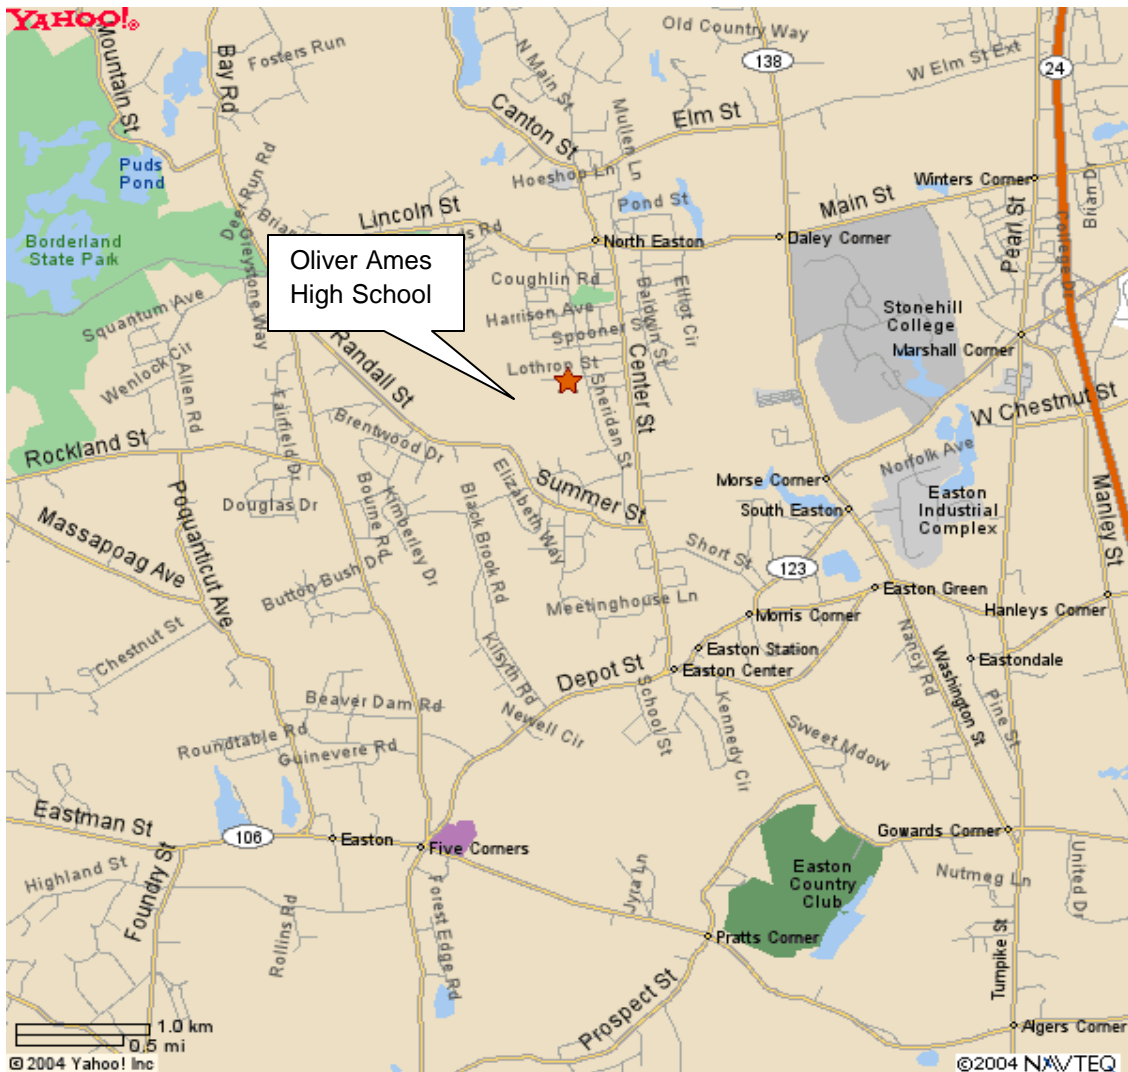 YAHOO!®
Mountain St
Bay Rd
Fosters Run
N Main St
Old Country Way
138
W Elm St Ext
24
Canton St
Mullen Ln
Elm St
Puds
Pond
Deer Run Rd
Hoeshop Ln
Pond St
Winters Corner
Brian Dr
Lincoln St
Main St
Borderland
State Park
Greystone Way
North Easton
Daley Corner
Pearl St
College Dr
Oliver Ames
High School
Coughlin Rd
Elliot Cir
Squantum Ave
Harrison Ave
Baldwin St
Spooner St
Stonehill
College
Wenlock Cir
Allen Rd
Randall St
Lothrop St
Center St
Marshall Corner
Sheridan St
W Chestnut St
Rockland St
Fairfield Dr
Brentwood Dr
Norfolk Ave
Summer St
Morse Corner
Manley St
Poquanticut Ave
Douglas Dr
Bourne Rd
Kimberley Dr
Black Brook Rd
Elizabeth Way
South Easton
Easton
Industrial
Complex
Massapoag Ave
Short St
123
Button Bush Dr
Meetinghouse Ln
Easton Green
Morris Corner
Hanleys Corner
Chestnut St
Kilsyth Rd
Easton Station
Nancy Rd
Eastondale
Depot St
Easton Center
Washington St
Beaver Dam Rd
School St
Kennedy Cir
Pine St
Newell Cir
Roundtable Rd
Guinevere Rd
Sweet Mdow
Eastman St
106
Easton
Five Corners
Gowards Corner
Highland St
Foundry St
Jyra Ln
Easton
Country
Club
Nutmeg Ln
United Dr
Rollins Rd
Forest Edge Rd
Pratts Corner
Turnpike St
Prospect St
1.0 km
0.5 mi
Algers Corner
© 2004 Yahoo! Inc
©2004 NAVTEQ